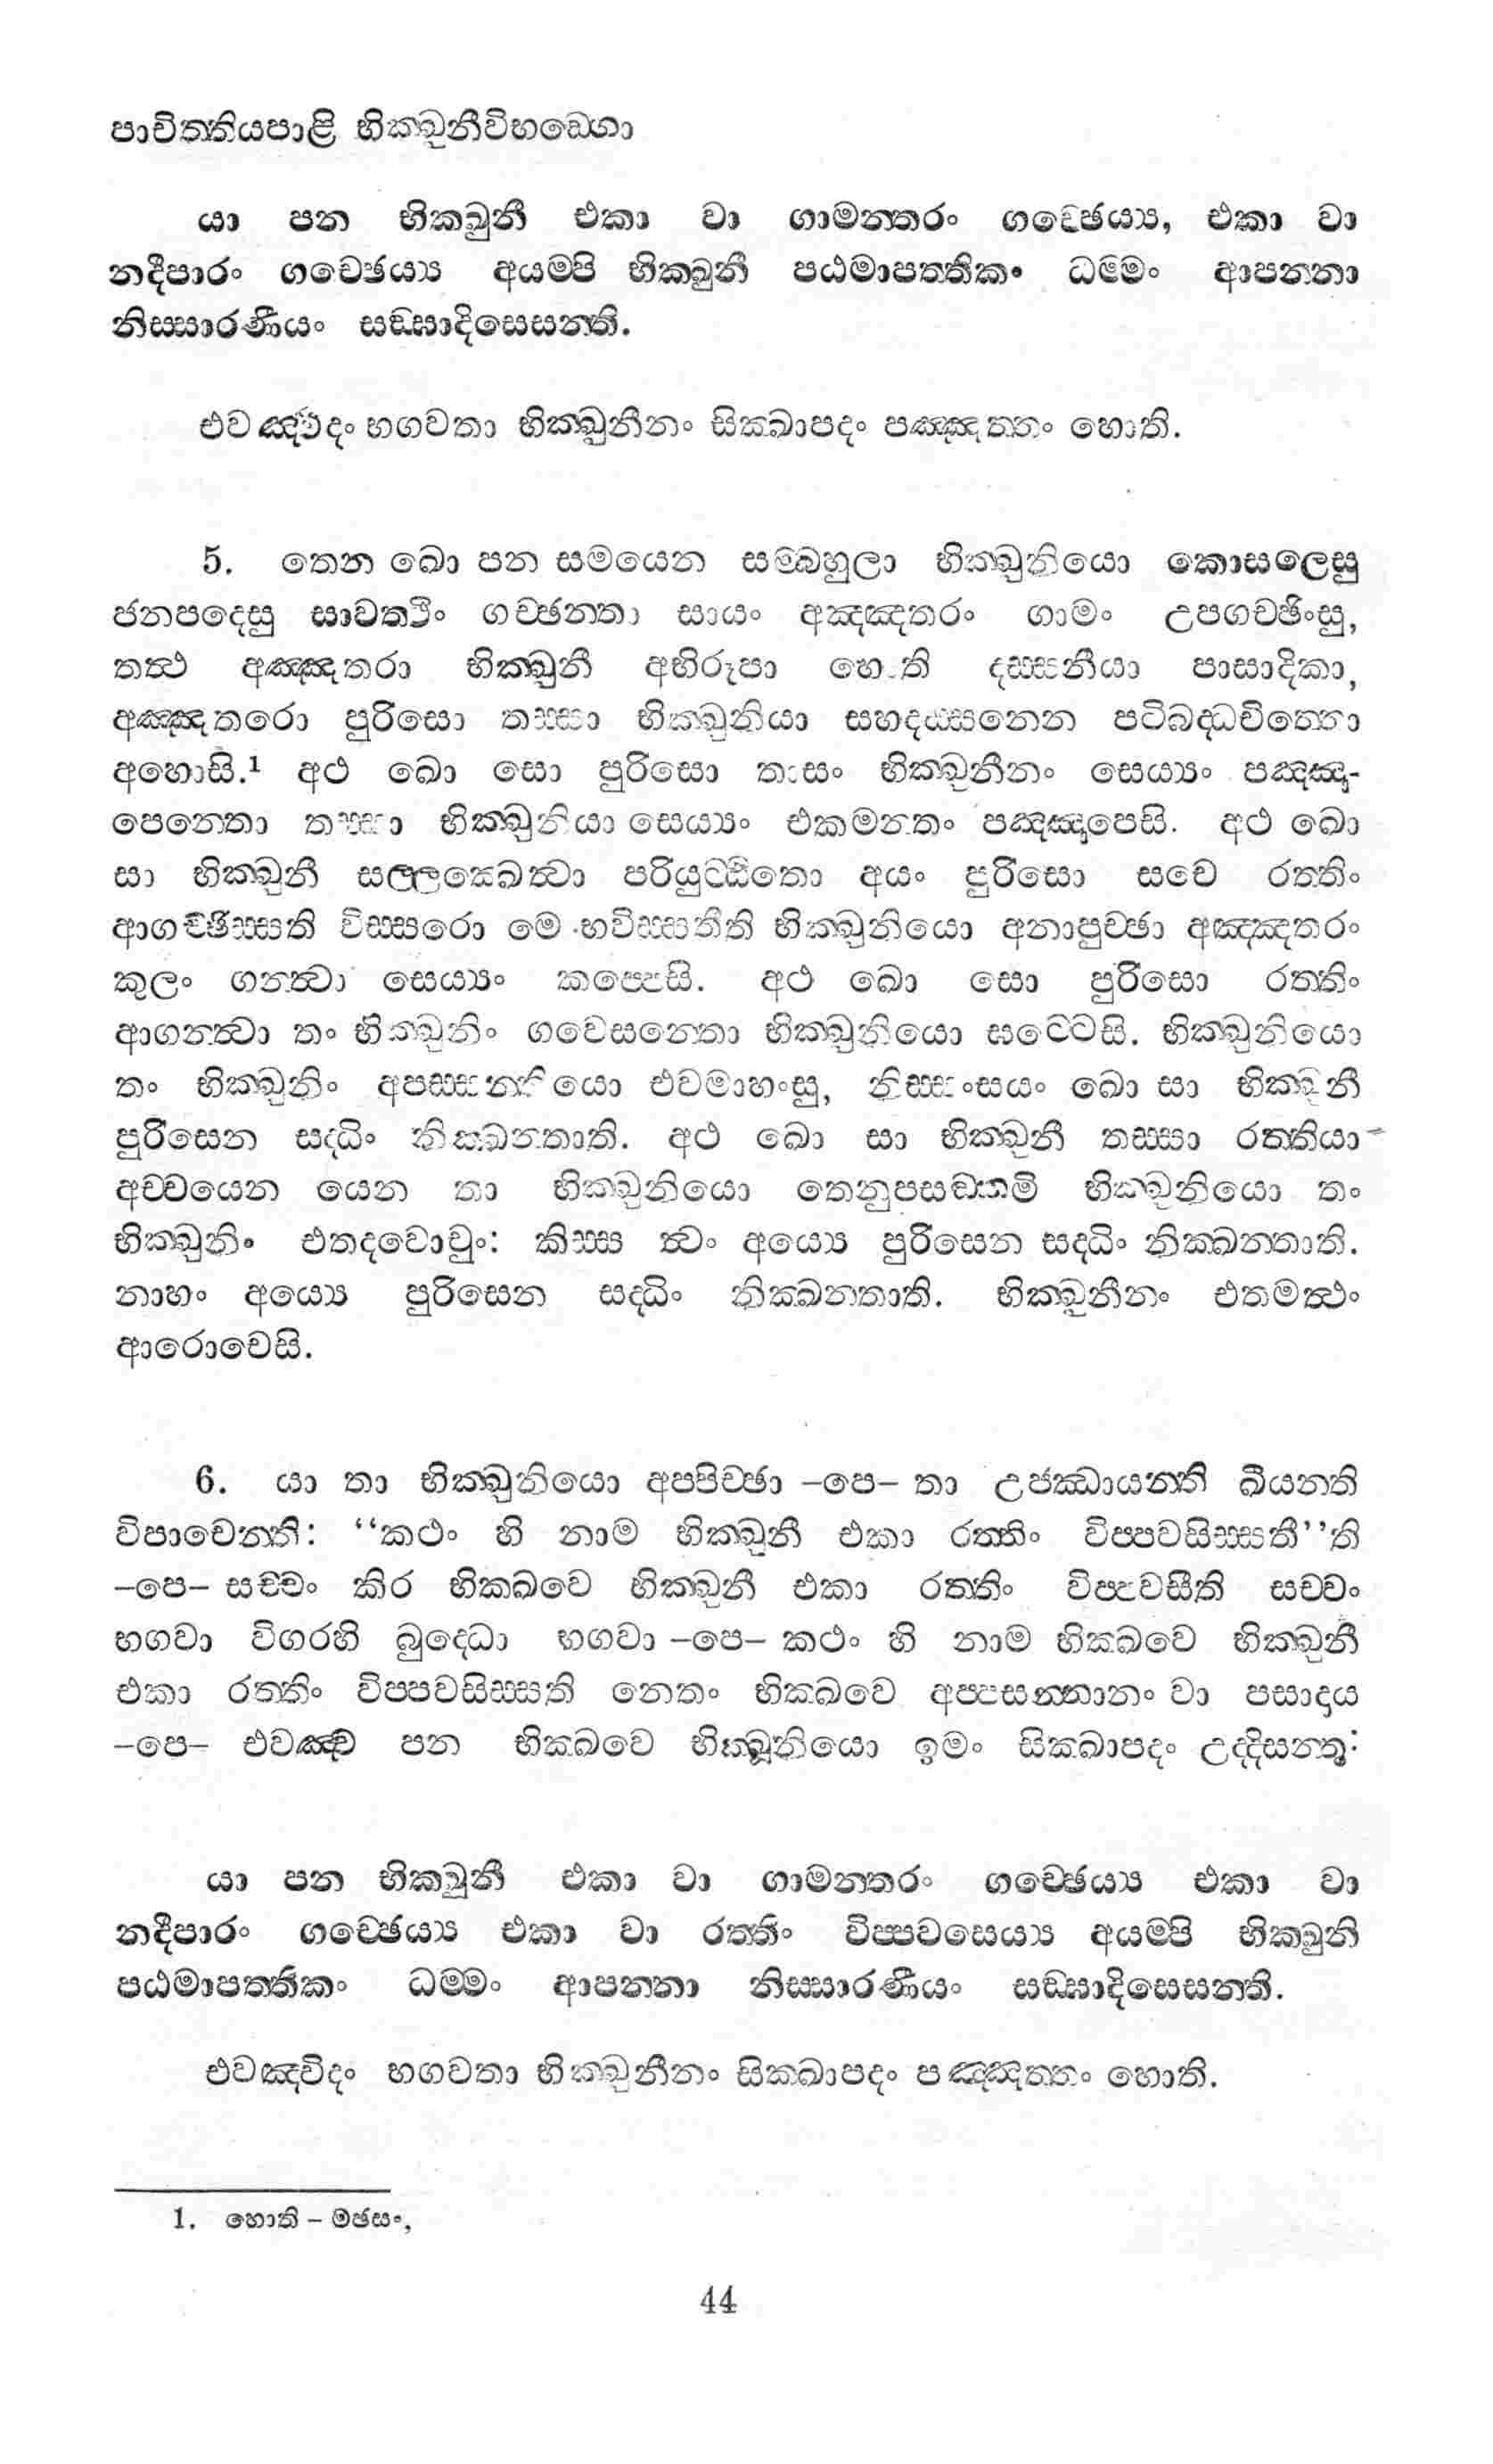 පාචිත්තියපාළි භික්ඛුනීවිභඞ්ගො
යා පන භික්ඛුනී එකා වා ගාමන්තරං ගච්ඡෙය්‍ය, එකා වා
නදීපාරං ගච්ඡෙය්‍ය අයම්පි භික්ඛුනී පඨමාපත්තිකං ධම්මං ආපන්නා
නිස්සාරණීයං සඞ්ඝාදිසෙසන්ති.
එවඤ්චිදං භගවතා භික්ඛුනීනං සික්ඛාපදං පඤ්ඤත්තං හොති.
5. තෙන ඛො පන සමයෙන සම්බහුලා භික්ඛුනියො කොසලෙසු
ජනපදෙසු සාවත්ථිං ගච්ඡන්තා සායං අඤ්ඤතරං ගාමං උපගච්ඡිංසු,
තත්ථ අඤ්ඤතරා භික්ඛුනී අභිරූපා හොති දස්සනීයා පාසාදිකා,
අඤ්ඤතරො පුරිසො තස්සා භික්ඛුනියා සහදස්සනෙන පටිබද්ධචිත්තො
අහොසි.¹ අථ ඛො සො පුරිසො තාසං භික්ඛුනීනං සෙය්‍යං පඤ්ඤා-
පෙන්තො තස්සා භික්ඛුනියා සෙය්‍යං එකමන්තං පඤ්ඤාපෙසි. අථ ඛො
සා භික්ඛුනී සල්ලක්ඛෙත්වා පරියුට්ඨිතො අයං පුරිසො සචෙ රත්තිං
ආගච්ඡිස්සති විස්සරො මෙ භවිස්සතීති භික්ඛුනියො අනාපුච්ඡා අඤ්ඤතරං
කුලං ගන්ත්වා සෙය්‍යං කප්පෙසි. අථ ඛො සො පුරිසො රත්තිං
ආගන්ත්වා තං භික්ඛුනිං ගවෙසන්තො භික්ඛුනියො ඝට්ටෙසි. භික්ඛුනියො
තං භික්ඛුනිං අපස්සන්තියො එවමාහංසු, නිස්සංසයං ඛො සා භික්ඛුනී
පුරිසෙන සද්ධිං නික්ඛන්තාති. අථ ඛො සා භික්ඛුනී තස්සා රත්තියා
අච්චයෙන යෙන තා භික්ඛුනියො තෙනුපසඞ්කමි භික්ඛුනියො තං
භික්ඛුනිං එතදවොචුං: කිස්ස ත්වං අය්‍යෙ පුරිසෙන සද්ධිං නික්ඛන්තාති.
නාහං අය්‍යෙ පුරිසෙන සද්ධිං නික්ඛන්තාති. භික්ඛුනීනං එතමත්ථං
ආරොචෙසි.
6. යා තා භික්ඛුනියො අප්පිච්ඡා –පෙ– තා උජ්ඣායන්ති ඛීයන්ති
විපාචෙන්ති: “කථං හි නාම භික්ඛුනී එකා රත්තිං විප්පවසිස්සතී”ති
–පෙ– සච්චං කිර භික්ඛවෙ භික්ඛුනී එකා රත්තිං විප්පවසීති සච්චං
භගවා විගරහි බුද්ධො භගවා –පෙ– කථං හි නාම භික්ඛවෙ භික්ඛුනී
එකා රත්තිං විප්පවසිස්සති නෙතං භික්ඛවෙ අප්පසන්නානං වා පසාදාය
–පෙ– එවඤ්ච පන භික්ඛවෙ භික්ඛුනියො ඉමං සික්ඛාපදං උද්දිසන්තු:
යා පන භික්ඛුනී එකා වා ගාමන්තරං ගච්ඡෙය්‍ය එකා වා
නදීපාරං ගච්ඡෙය්‍ය එකා වා රත්තිං විප්පවසෙය්‍ය අයම්පි භික්ඛුනි
පඨමාපත්තිකං ධම්මං ආපන්නා නිස්සාරණීයං සඞ්ඝාදිසෙසන්ති.
එවඤ්චිදං භගවතා භික්ඛුනීනං සික්ඛාපදං පඤ්ඤත්තං හොති.
1. හොති – මඡසං,
44